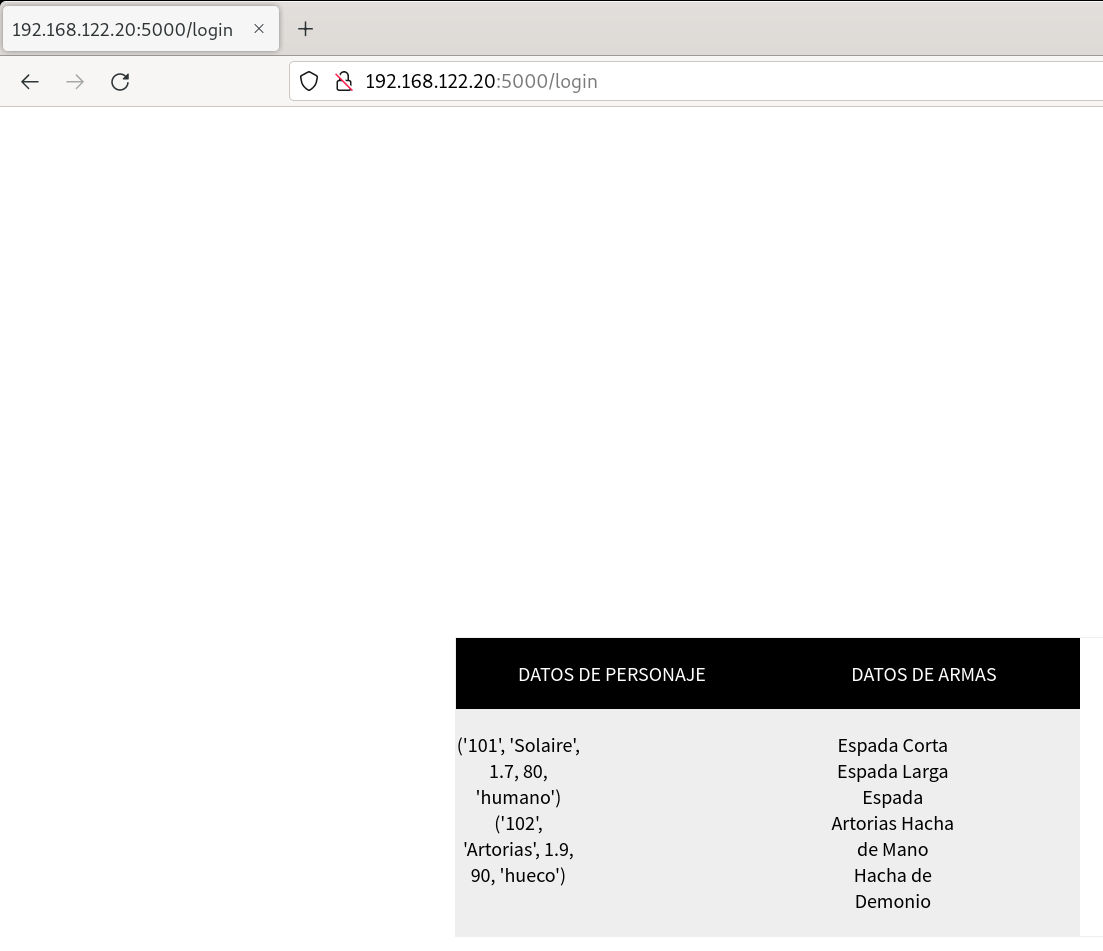 192.168.122.20:5000/login
192.168.122.20:5000/login
DATOS DE PERSONAJE
DATOS DE ARMAS
('101', 'Solaire',
1.7, 80,
'humano')
('102',
'Artorias', 1.9,
90, 'hueco')
Espada Corta
Espada Larga
Espada
Artorias Hacha
de Mano
Hacha de
Demonio